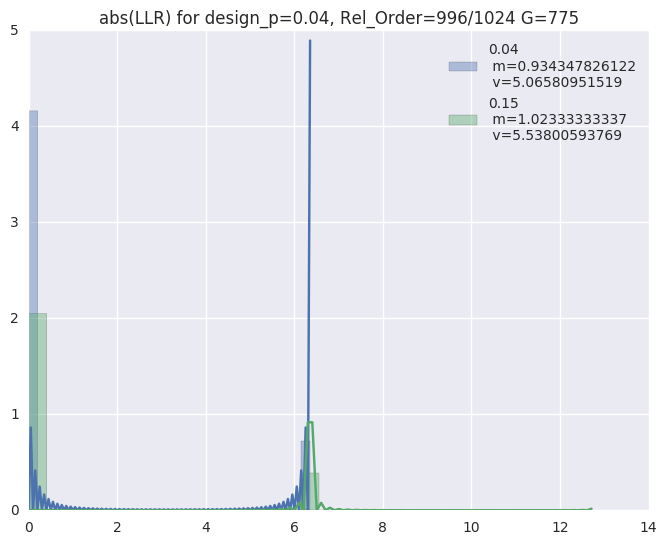 abs(LLR) for design_p=0.04, Rel_Order=996/1024 G=775
0.04
m=0.934347826122
v=5.06580951519
0.15
m=1.02333333337
v=5.53800593769
5
4
3
2
1
0
0 2 4 6 8 10 12 14